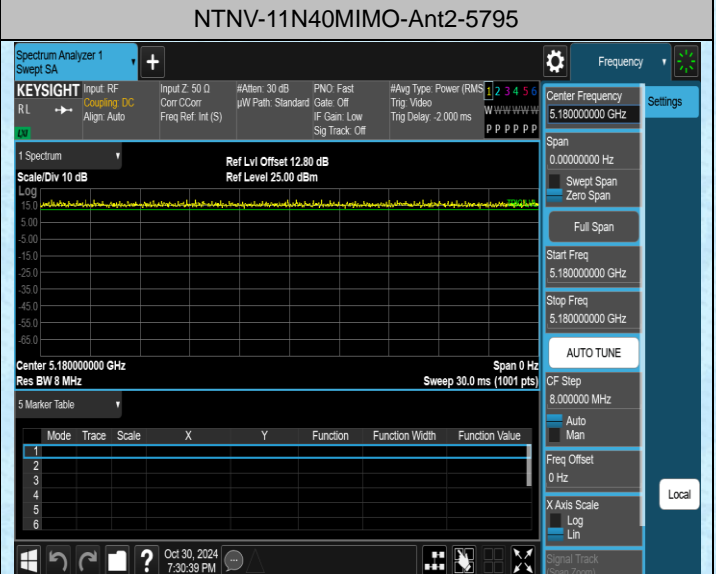 NTNV-11N40MIMO-Ant2-5795
Spectrum Analyzer 1
Swept SA
Frequency
KEYSIGHT
RL
LXI
Input: RF
Coupling: DC
Align: Auto
Input Z: 50 Ω
Corr CCorr
Freq Ref: Int (S)
#Atten: 30 dB
µW Path: Standard
PNO: Fast
Gate: Off
IF Gain: Low
Sig Track: Off
#Avg Type: Power (RMS
Trig: Video
Trig Delay: -2.000 ms
1 2 3 4 5 6
W W W W W W
P P P P P P
Center Frequency
5.180000000 GHz
Settings
Span
0.00000000 Hz
Swept Span
Zero Span
Full Span
Start Freq
5.180000000 GHz
Stop Freq
5.180000000 GHz
AUTO TUNE
CF Step
8.000000 MHz
Auto
Man
Freq Offset
0 Hz
X Axis Scale
Log
Lin
Signal Track
(Span Zoom)
Local
1 Spectrum
Scale/Div 10 dB
Ref Lvl Offset 12.80 dB
Ref Level 25.00 dBm
Log
15.0
5.00
-5.00
-15.0
-25.0
-35.0
-45.0
-55.0
-65.0
Center 5.180000000 GHz
Span 0 Hz
Res BW 8 MHz
Sweep 30.0 ms (1001 pts)
5 Marker Table
Mode Trace Scale X Y Function Function Width Function Value
1
2
3
4
5
6
?
Oct 30, 2024
7:30:39 PM